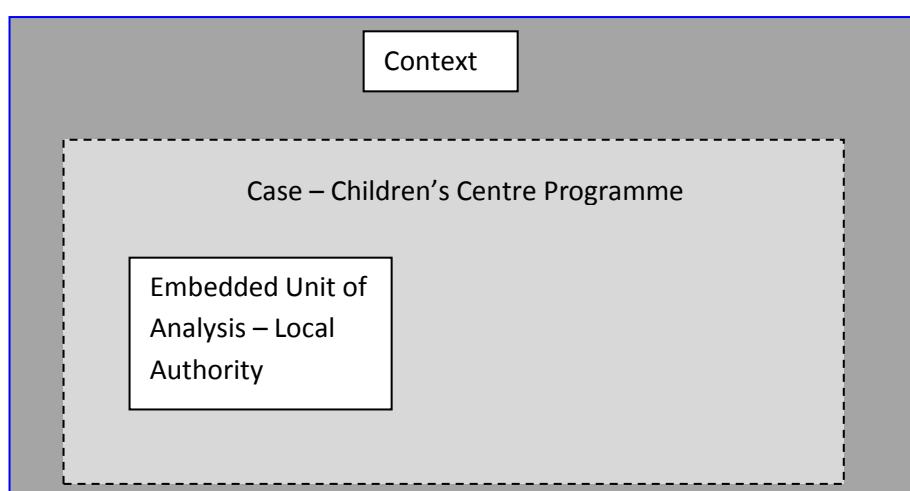 Context
Case – Children’s Centre Programme
Embedded Unit of
Analysis – Local
Authority